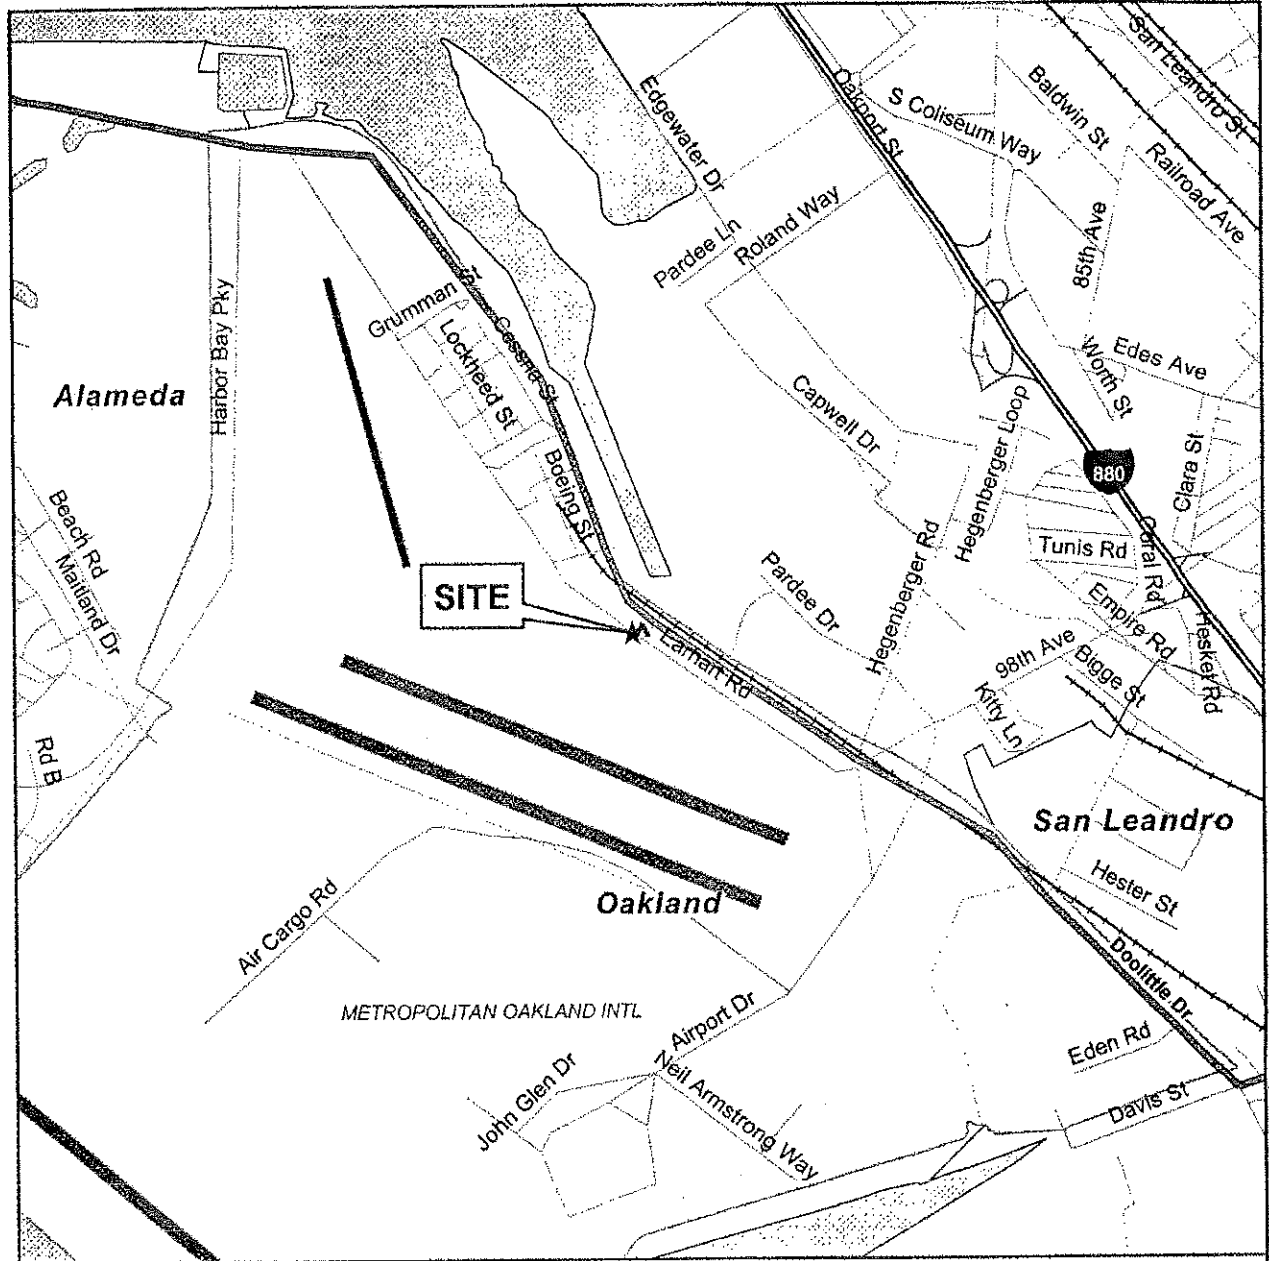 San Leandro St
Baldwin St
Edgewater Dr
Oakport St
S Coliseum Way
Railroad Ave
85th Ave
Pardee Ln
Roland Way
Harbor Bay Pky
Grumman St
Cessna St
Lockheed St
Edes Ave
Worth St
Alameda
Capwell Dr
Hegenberger Loop
880
Clara St
Boeing St
Beach Rd
Maitland Dr
Hegenberger Rd
Coral Rd
Tunis Rd
SITE
Pardee Dr
Empire Rd
Hesket Rd
Earhart Rd
98th Ave
Bigge St
Kitty Ln
Rd B
San Leandro
Hester St
Oakland
Air Cargo Rd
Doolittle Dr
METROPOLITAN OAKLAND INTL
Airport Dr
Eden Rd
John Glen Dr
Neil Armstrong Way
Davis St